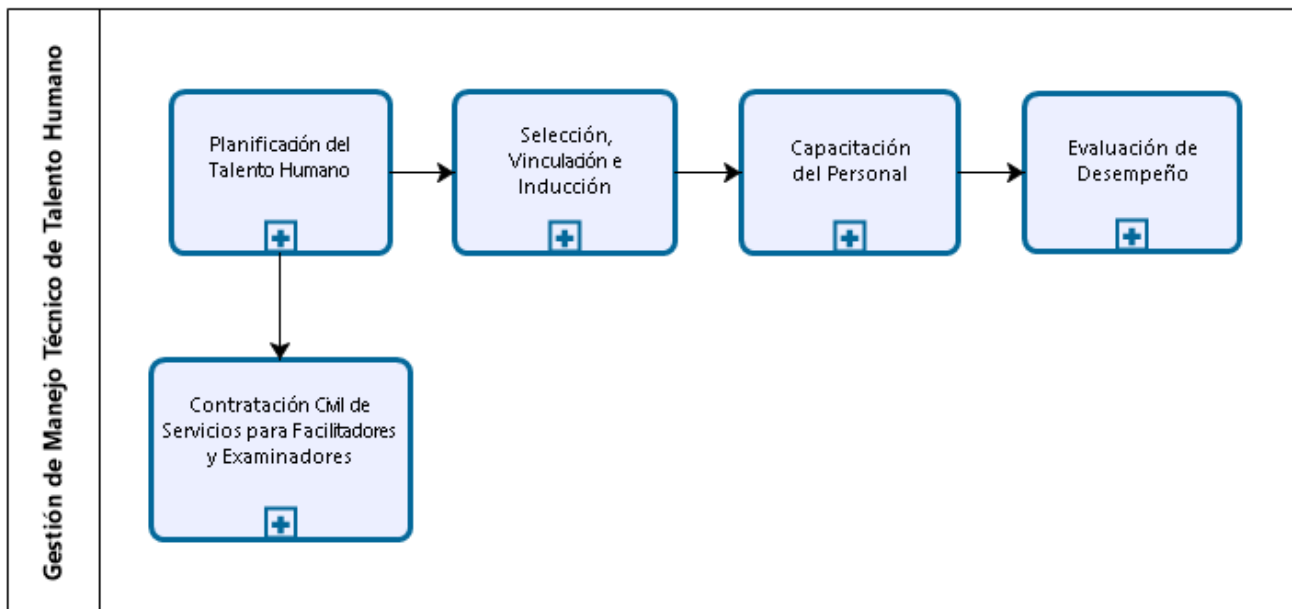 Gestión de Manejo Técnico de Talento Humano
Planificación del
Talento Humano
Selección,
Vinculación e
Inducción
Capacitación
del Personal
Evaluación de
Desempeño
Contratación Civil de
Servicios para Facilitadores
y Examinadores